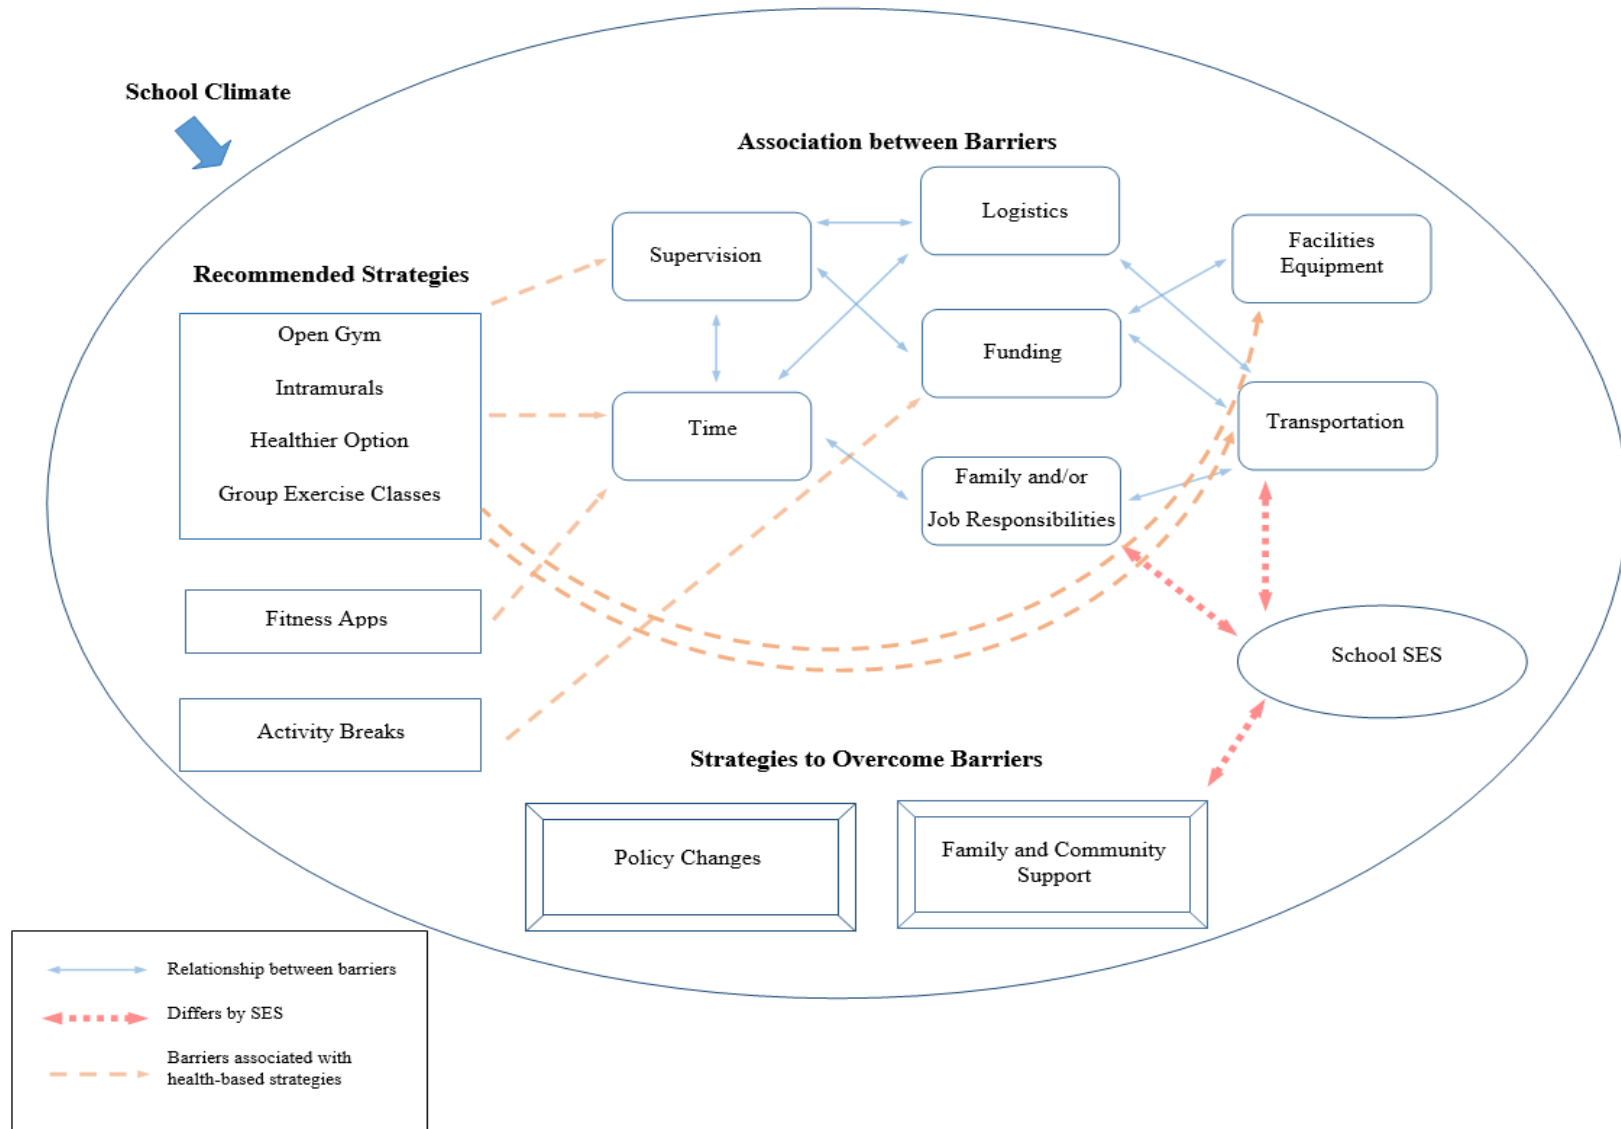 School Climate
Association between Barriers
Logistics
Supervision
Facilities
Equipment
Recommended Strategies
Open Gym
Intramurals
Healthier Option
Group Exercise Classes
Funding
Time
Transportation
Family and/or
Job Responsibilities
Fitness Apps
School SES
Activity Breaks
Strategies to Overcome Barriers
Policy Changes
Family and Community
Support
Relationship between barriers
Differs by SES
Barriers associated with
health-based strategies